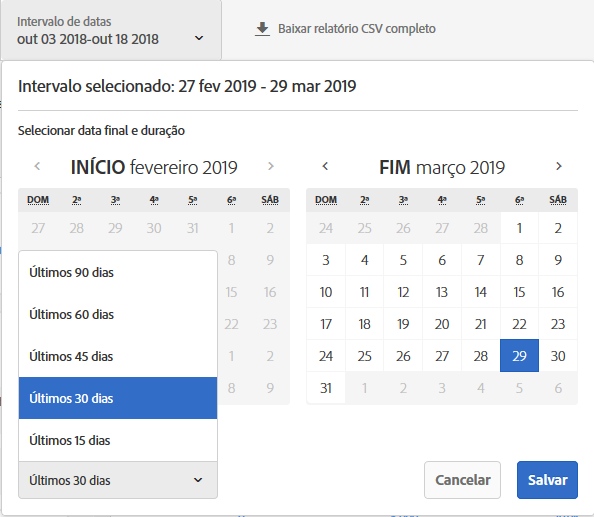 Intervalo de datas
out 03 2018-out 18 2018
Baixar relatório CSV completo
Intervalo selecionado: 27 fev 2019 - 29 mar 2019
Selecionar data final e duração
INÍCIO fevereiro 2019
DOM 2ª 3ª 4ª 5ª 6ª SÁB
27 28 29 30 31 1 2
8 9
15 16
22 23
1 2
8 9
Últimos 90 dias
Últimos 60 dias
Últimos 45 dias
Últimos 30 dias
Últimos 15 dias
Últimos 30 dias
FIM março 2019
DOM 2ª 3ª 4ª 5ª 6ª SÁB
24 25 26 27 28 1 2
3 4 5 6 7 8 9
10 11 12 13 14 15 16
17 18 19 20 21 22 23
24 25 26 27 28 29 30
31 1 2 3 4 5 6
Cancelar
Salvar